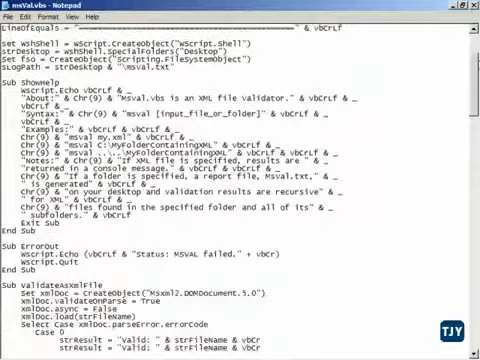 msVal.vbs - Notepad
File Edit Format View Help
LineOfEquals = "====================================================" & vbCrLf
set wshShell = WScript.CreateObject("WScript.Shell")
strDesktop = wshShell.SpecialFolders("Desktop")
Set fso = CreateObject("Scripting.FileSystemObject")
sLogPath = strDesktop & "\msval.txt"
Sub ShowHelp
Wscript.Echo vbCrLf & _
"About:" & Chr(9) & "Msval.vbs is an XML file validator." & vbCrLf & _
vbCrLf & _
"Syntax:" & Chr(9) & "msval [input_file_or_folder]" & vbCrLf & _
vbCrLf & _
"Examples:" & vbCrLf & _
Chr(9) & "msval my.xml" & vbCrLf & _
Chr(9) & "msval C:\MyFolderContainingXML" & vbCrLf & _
Chr(9) & "msval ..\..\MyFolderContainingXML" & vbCrLf & _
"Notes:" & Chr(9) & "If XML file is specified, results are " & _
"returned in a console message." & vbCrLf & _
Chr(9) & "If a folder is specified, a report file, Msval.txt," & _
" is generated" & vbCrLf & _
Chr(9) & "on your desktop and validation results are recursive" & _
" for XML" & vbCrLf & _
Chr(9) & "files found in the specified folder and all of its" & _
" subfolders." & vbCrLf
Exit Sub
End Sub
Sub ErrorOut
Wscript.Echo (vbCrLf & "Status: MSVAL failed." + vbCr)
Wscript.Quit
End Sub
Sub ValidateAsXmlFile
Set xmlDoc = CreateObject("Msxml2.DOMDocument.5.0")
xmlDoc.validateOnParse = True
xmlDoc.async = False
xmlDoc.load(strFileName)
Select Case xmlDoc.parseError.errorCode
Case 0
strResult = "Valid: " & strFileName & vbCr
strResult = "Valid: " & strFileName & vbCr
TJY